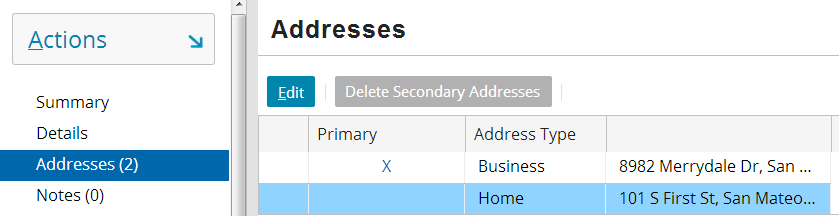 Actions
Summary
Details
Addresses (2)
Notes (0)
Addresses
Edit
Delete Secondary Addresses
Primary Address Type
X Business 8982 Merrydale Dr, San ...
Home 101 S First St, San Mateo...